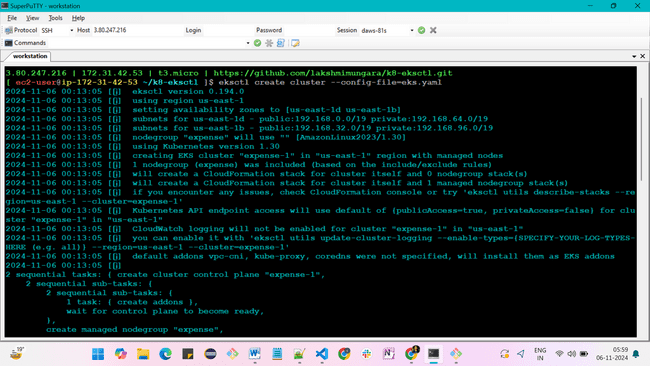 SuperPuTTY - workstation
File View Tools Help
Protocol SSH Host 3.80.247.216 Login Password Session daws-81s
Commands
workstation
3.80.247.216 | 172.31.42.53 | t3.micro | https://github.com/lakshmimungara/k8-eksctl.git
[ ec2-user@ip-172-31-42-53 ~/k8-eksctl ]$ eksctl create cluster --config-file=eks.yaml
2024-11-06 00:13:05 [ℹ] eksctl version 0.194.0
2024-11-06 00:13:05 [ℹ] using region us-east-1
2024-11-06 00:13:05 [ℹ] setting availability zones to [us-east-1d us-east-1b]
2024-11-06 00:13:05 [ℹ] subnets for us-east-1d - public:192.168.0.0/19 private:192.168.64.0/19
2024-11-06 00:13:05 [ℹ] subnets for us-east-1b - public:192.168.32.0/19 private:192.168.96.0/19
2024-11-06 00:13:05 [ℹ] nodegroup "expense" will use "" [AmazonLinux2023/1.30]
2024-11-06 00:13:05 [ℹ] using Kubernetes version 1.30
2024-11-06 00:13:05 [ℹ] creating EKS cluster "expense-1" in "us-east-1" region with managed nodes
2024-11-06 00:13:05 [ℹ] 1 nodegroup (expense) was included (based on the include/exclude rules)
2024-11-06 00:13:05 [ℹ] will create a CloudFormation stack for cluster itself and 0 nodegroup stack(s)
2024-11-06 00:13:05 [ℹ] will create a CloudFormation stack for cluster itself and 1 managed nodegroup stack(s)
2024-11-06 00:13:05 [ℹ] if you encounter any issues, check CloudFormation console or try 'eksctl utils describe-stacks --re
gion=us-east-1 --cluster=expense-1'
2024-11-06 00:13:05 [ℹ] Kubernetes API endpoint access will use default of {publicAccess=true, privateAccess=false} for clu
ster "expense-1" in "us-east-1"
2024-11-06 00:13:05 [ℹ] CloudWatch logging will not be enabled for cluster "expense-1" in "us-east-1"
2024-11-06 00:13:05 [ℹ] you can enable it with 'eksctl utils update-cluster-logging --enable-types={SPECIFY-YOUR-LOG-TYPES-
HERE (e.g. all)} --region=us-east-1 --cluster=expense-1'
2024-11-06 00:13:05 [ℹ] default addons vpc-cni, kube-proxy, coredns were not specified, will install them as EKS addons
2024-11-06 00:13:05 [ℹ]
2 sequential tasks: { create cluster control plane "expense-1",
2 sequential sub-tasks: {
2 sequential sub-tasks: {
1 task: { create addons },
wait for control plane to become ready,
},
create managed nodegroup "expense",
19°
ENG
IN
05:59
06-11-2024